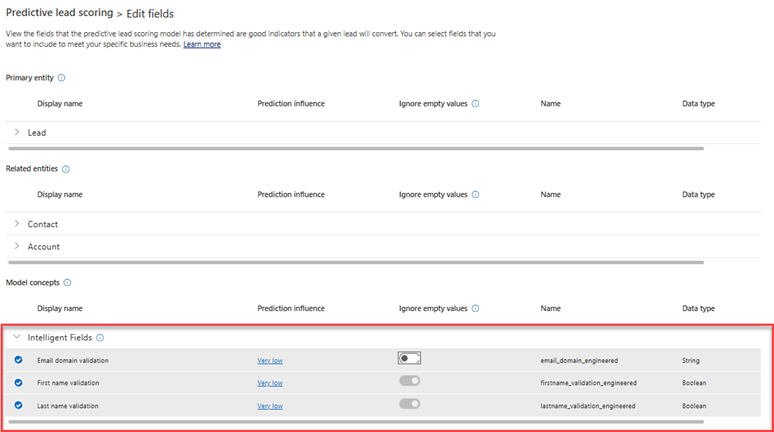 Predictive lead scoring > Edit fields
View the fields that the predictive lead scoring model has determined are good indicators that a given lead will convert. You can select fields that you
want to include to meet your specific business needs. Learn more
Primary entity
Display name Prediction influence Ignore empty values Name Data type
Lead
Related entities
Display name Prediction influence Ignore empty values Name Data type
Contact
Account
Model concepts
Display name Prediction influence Ignore empty values Name Data type
Intelligent Fields
Email domain validation Very low email_domain_engineered String
First name validation Very low firstname_validation_engineered Boolean
Last name validation Very low lastname_validation_engineered Boolean